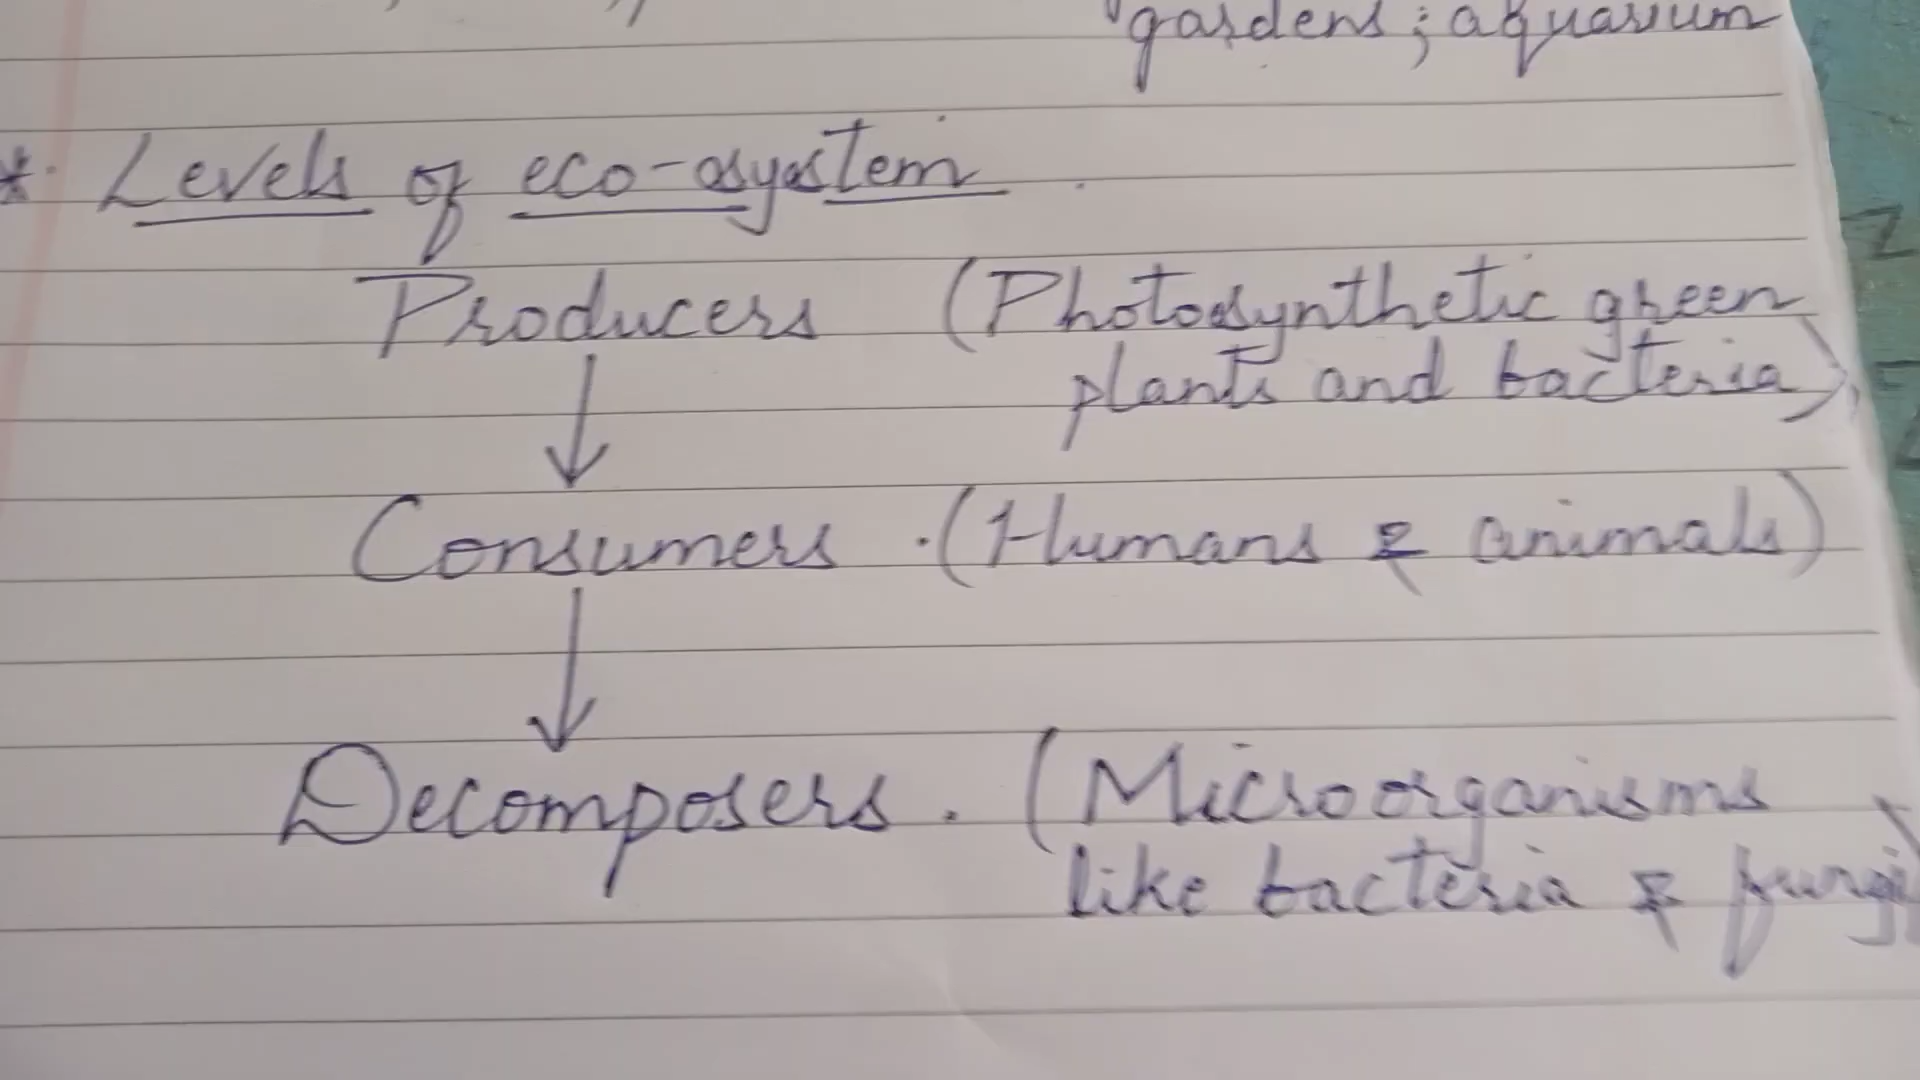 gardens; aquarium
* Levels of eco-system
Producers (Photosynthetic green
plants and bacteria)
Consumers (Humans & animals)
Decomposers. (Microorganisms
like bacteria & fungi)